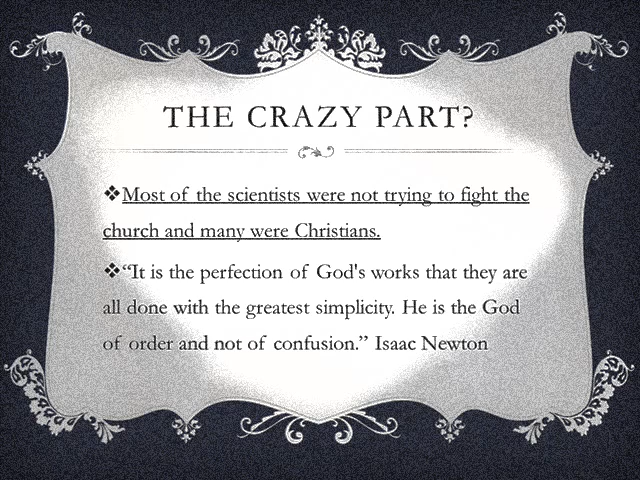 THE CRAZY PART?
❖Most of the scientists were not trying to fight the
church and many were Christians.
❖“It is the perfection of God's works that they are
all done with the greatest simplicity. He is the God
of order and not of confusion.” Isaac Newton